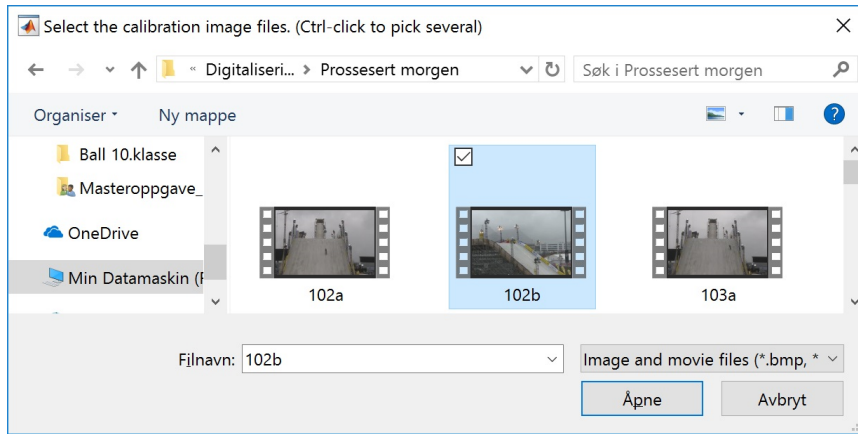 Select the calibration image files. (Ctrl-click to pick several)
« Digitaliseri... > Prossesert morgen
Søk i Prossesert morgen
Organiser
Ny mappe
Ball 10.klasse
Masteroppgave_
OneDrive
Min Datamaskin (F
102a
102b
103a
Filnavn: 102b
Image and movie files (*.bmp, *
Åpne
Avbryt